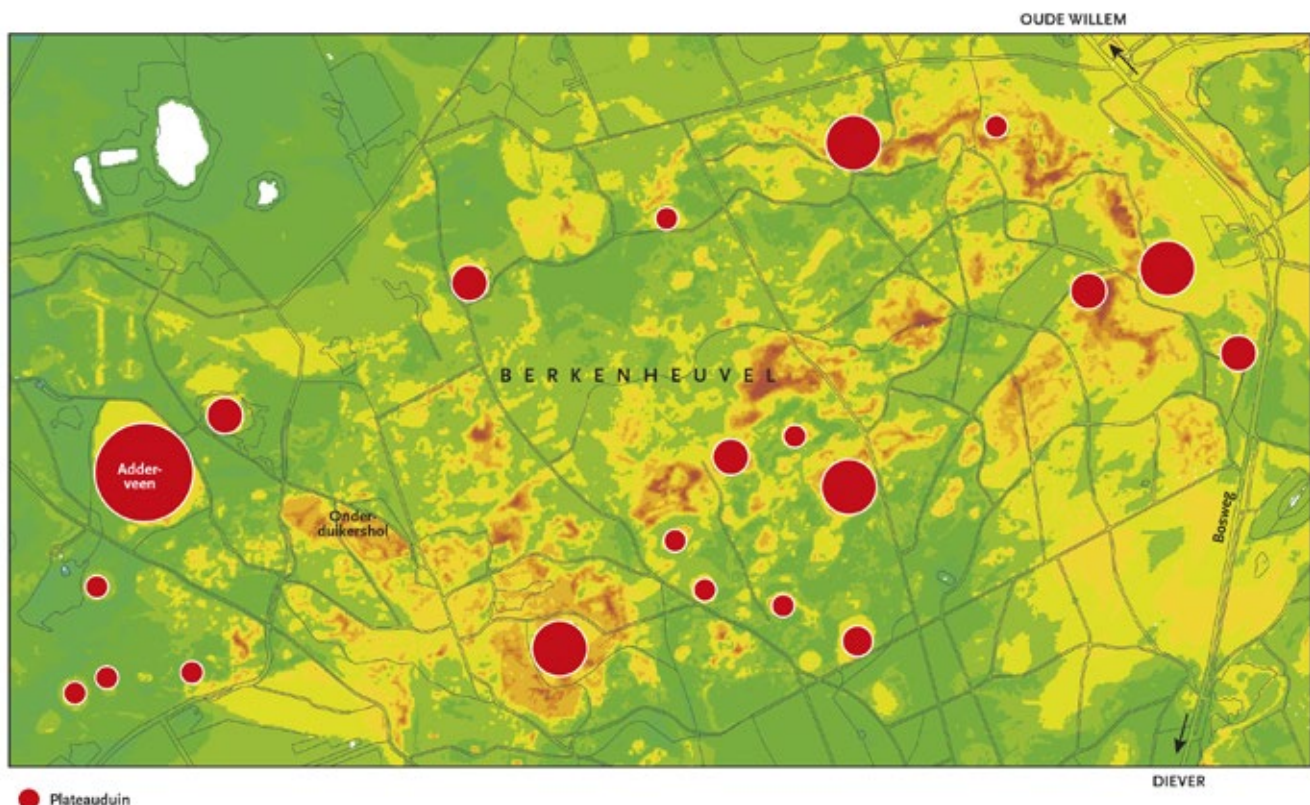 OUDE WILLEM
BERKENHEUVEL
Adder-
veen
Onder-
duikershol
Bosweg
DIEVER
Plateauduin